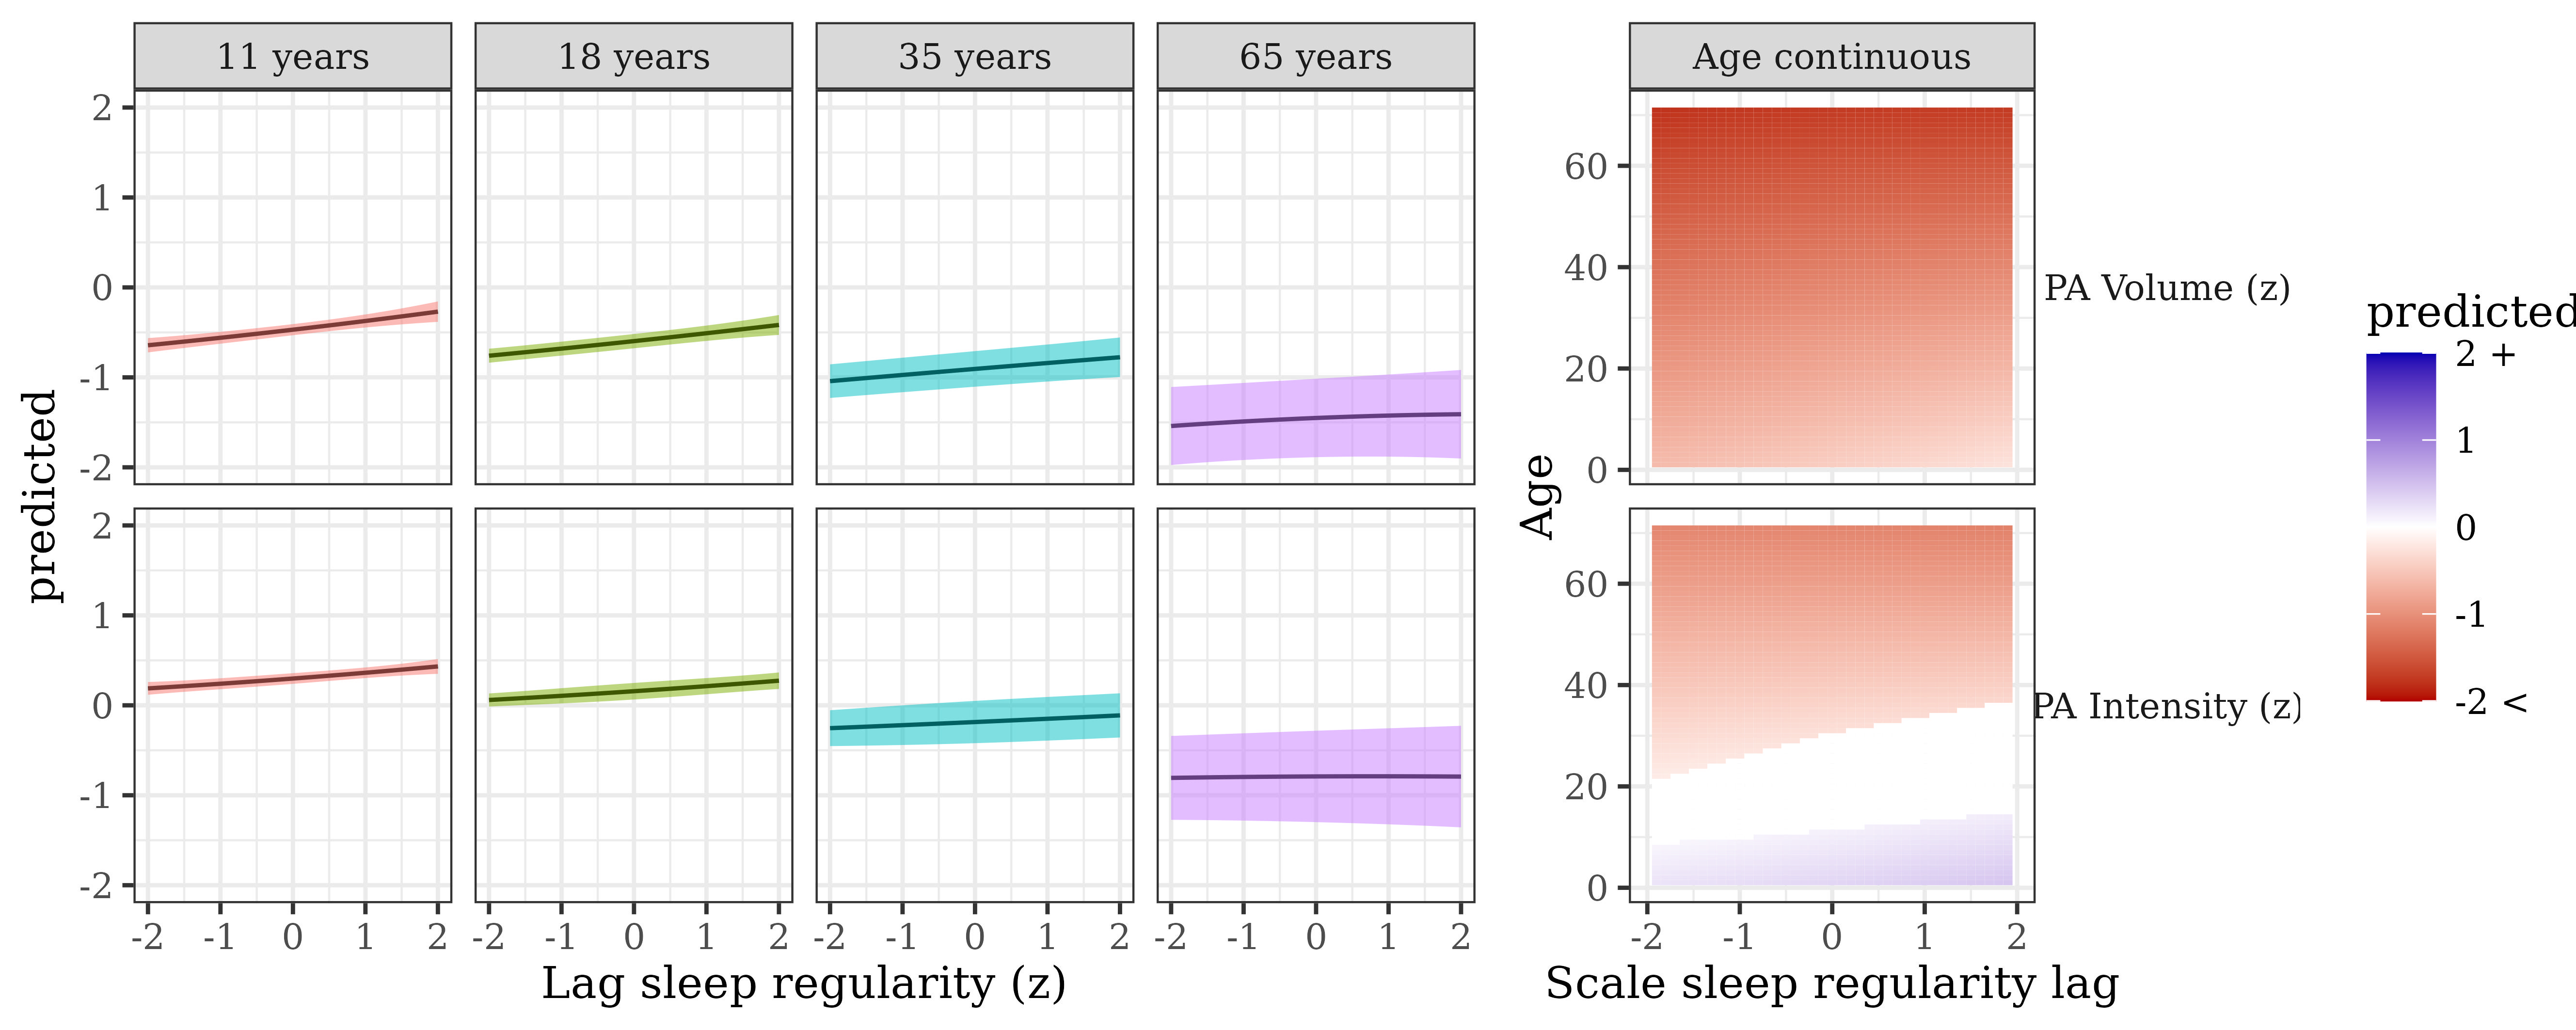 11 years
18 years
35 years
65 years
Age continuous
2
1
0
-1
-2
2
1
0
-1
-2
predicted
-2 -1 0 1 2
-2 -1 0 1 2
-2 -1 0 1 2
-2 -1 0 1 2
Lag sleep regularity (z)
60
40
20
0
60
40
20
0
Age
-2 -1 0 1 2
Scale sleep regularity lag
PA Volume (z)
PA Intensity (z)
predicted
2 +
1
0
-1
-2 <